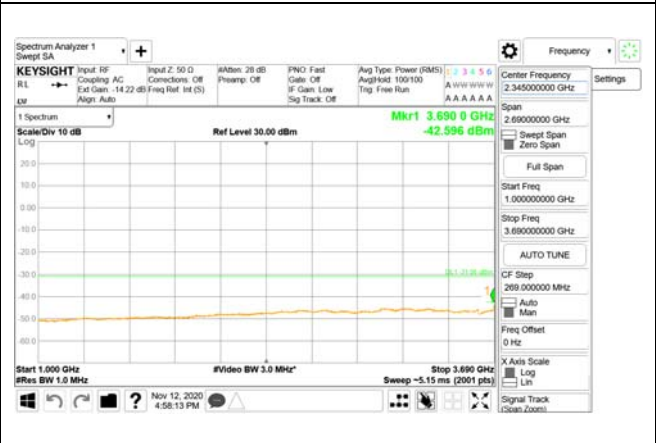 Spectrum Analyzer 1
Swept SA
Frequency
KEYSIGHT
RL
Input: RF
Coupling: AC
Ext Gain: -14.22 dB
Align: Auto
Input Z: 50 Ω
Corrections: Off
Freq Ref: Int (S)
#Atten: 28 dB
Preamp: Off
PNO: Fast
Gate: Off
IF Gain: Low
Sig Track: Off
Avg Type: Power (RMS)
Avg|Hold: 100/100
Trig: Free Run
1 2 3 4 5 6
A W W W W W
A A A A A A
1 Spectrum
Scale/Div 10 dB
Log
Ref Level 30.00 dBm
Mkr1 3.690 0 GHz
-42.596 dBm
20.0
10.0
0.00
-10.0
-20.0
-30.0
-40.0
-50.0
-60.0
1
Start 1.000 GHz
#Res BW 1.0 MHz
#Video BW 3.0 MHz*
Stop 3.690 GHz
Sweep ~5.15 ms (2001 pts)
Nov 12, 2020
4:58:13 PM
Center Frequency
2.345000000 GHz
Settings
Span
2.69000000 GHz
Swept Span
Zero Span
Full Span
Start Freq
1.000000000 GHz
Stop Freq
3.690000000 GHz
AUTO TUNE
CF Step
269.000000 MHz
Auto
Man
Freq Offset
0 Hz
X Axis Scale
Log
Lin
Signal Track
(Span Zoom)